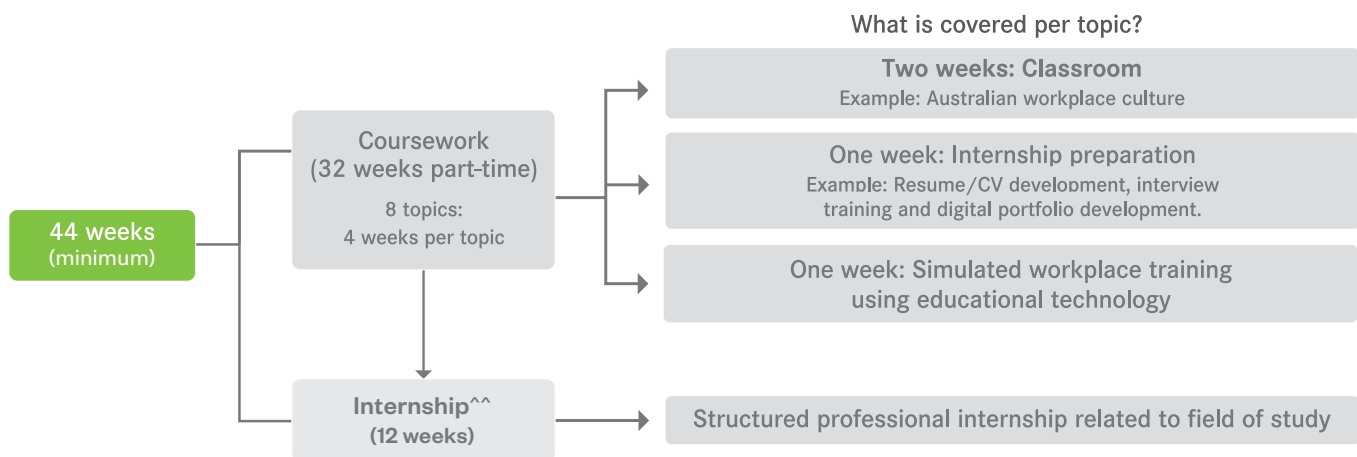 What is covered per topic?
Two weeks: Classroom
Example: Australian workplace culture
Coursework
(32 weeks part-time)
8 topics:
4 weeks per topic
One week: Internship preparation
Example: Resume/CV development, interview
training and digital portfolio development.
44 weeks
(minimum)
One week: Simulated workplace training
using educational technology
Internship^^
(12 weeks)
Structured professional internship related to field of study